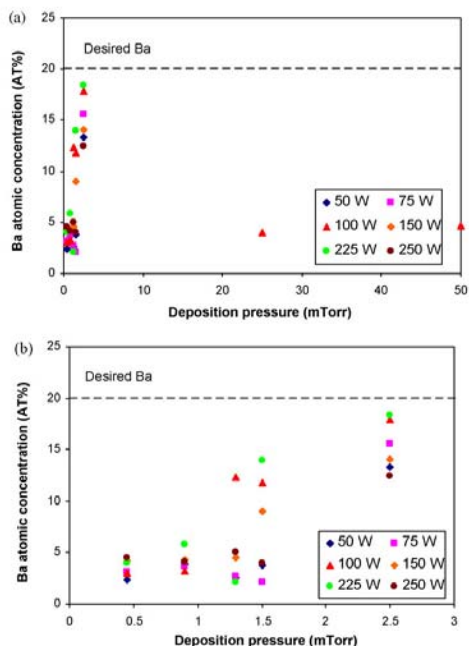 (a)
25
20
15
10
5
0
Ba atomic concentration (AT%)
Desired Ba
50 W 75 W
100 W 150 W
225 W 250 W
0 10 20 30 40 50
Deposition pressure (mTorr)
(b)
25
20
15
10
5
0
Ba atomic concentration (AT%)
Desired Ba
50 W 75 W
100 W 150 W
225 W 250 W
0 0.5 1 1.5 2 2.5 3
Deposition pressure (mTorr)